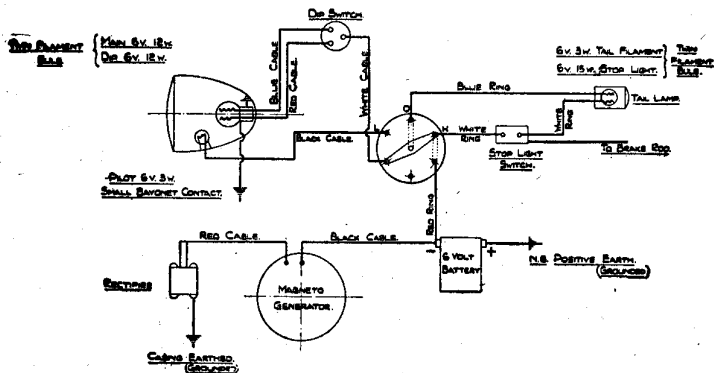 Dip Switch.
Twin Filament
Bulb
Main 6v. 12w.
Dip 6v. 12w.
Blue Cable
Red Cable
White Cable
6v. 3w. Tail Filament
6v. 15w. Stop Light.
Twin
Filament
Bulb.
Blue Ring
Tail Lamp.
White
Ring
Black Cable.
L
O
H
White
Ring
Stop Light
Switch.
To Brake Rod.
Pilot 6v. 3w.
Small Bayonet Contact.
Red Ring
Red Cable.
Black Cable.
- +
6 Volt
Battery
N.B. Positive Earth.
(Grounded)
Rectifier
Magneto
Generator.
Casing Earthed.
(Grounded)